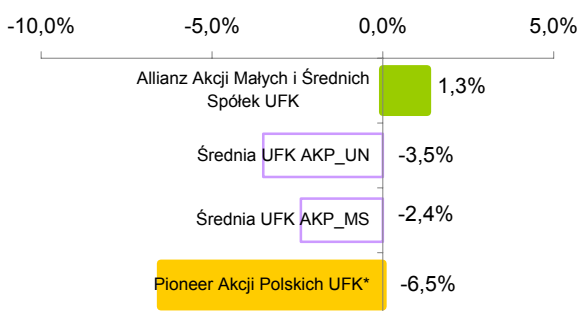 -10,0% -5,0% 0,0% 5,0%
Allianz Akcji Małych i Średnich
Spółek UFK
1,3%
Średnia UFK AKP_UN -3,5%
Średnia UFK AKP_MS -2,4%
Pioneer Akcji Polskich UFK* -6,5%